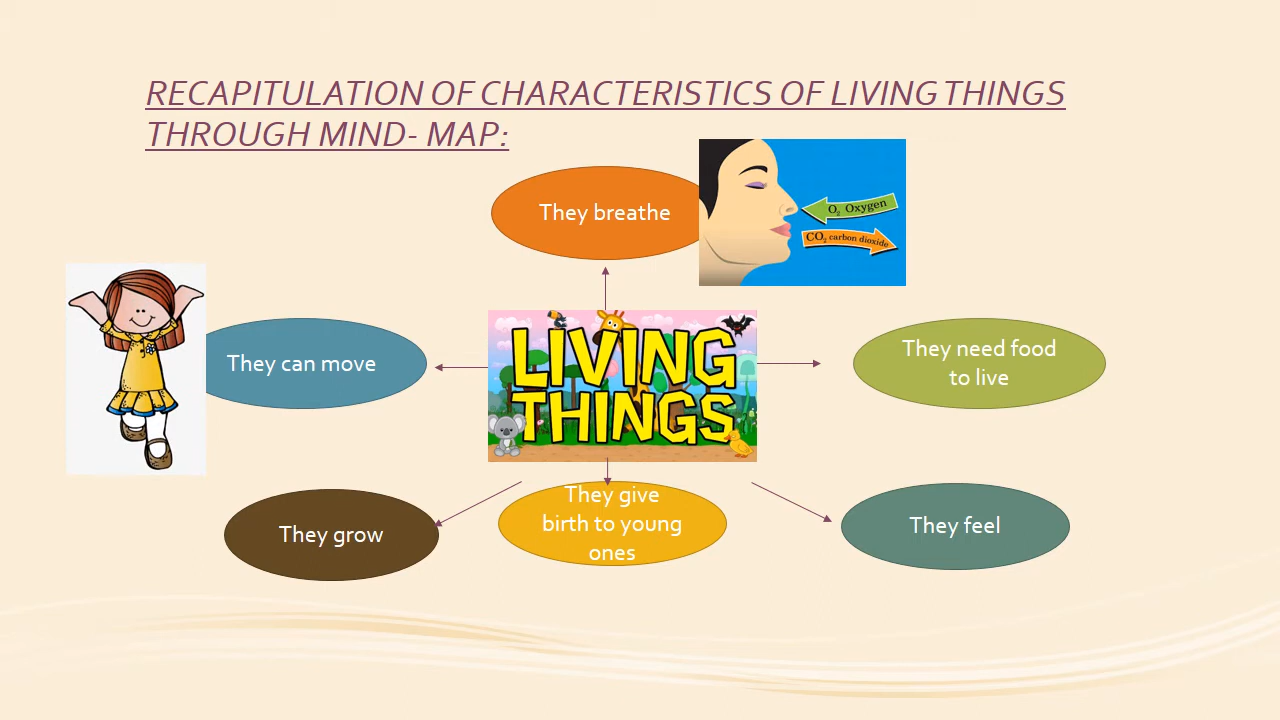 RECAPITULATION OF CHARACTERISTICS OF LIVING THINGS
THROUGH MIND- MAP:
They breathe
O₂ Oxygen
CO₂ carbon dioxide
They can move
LIVING
THINGS
They need food
to live
They grow
They give
birth to young
ones
They feel